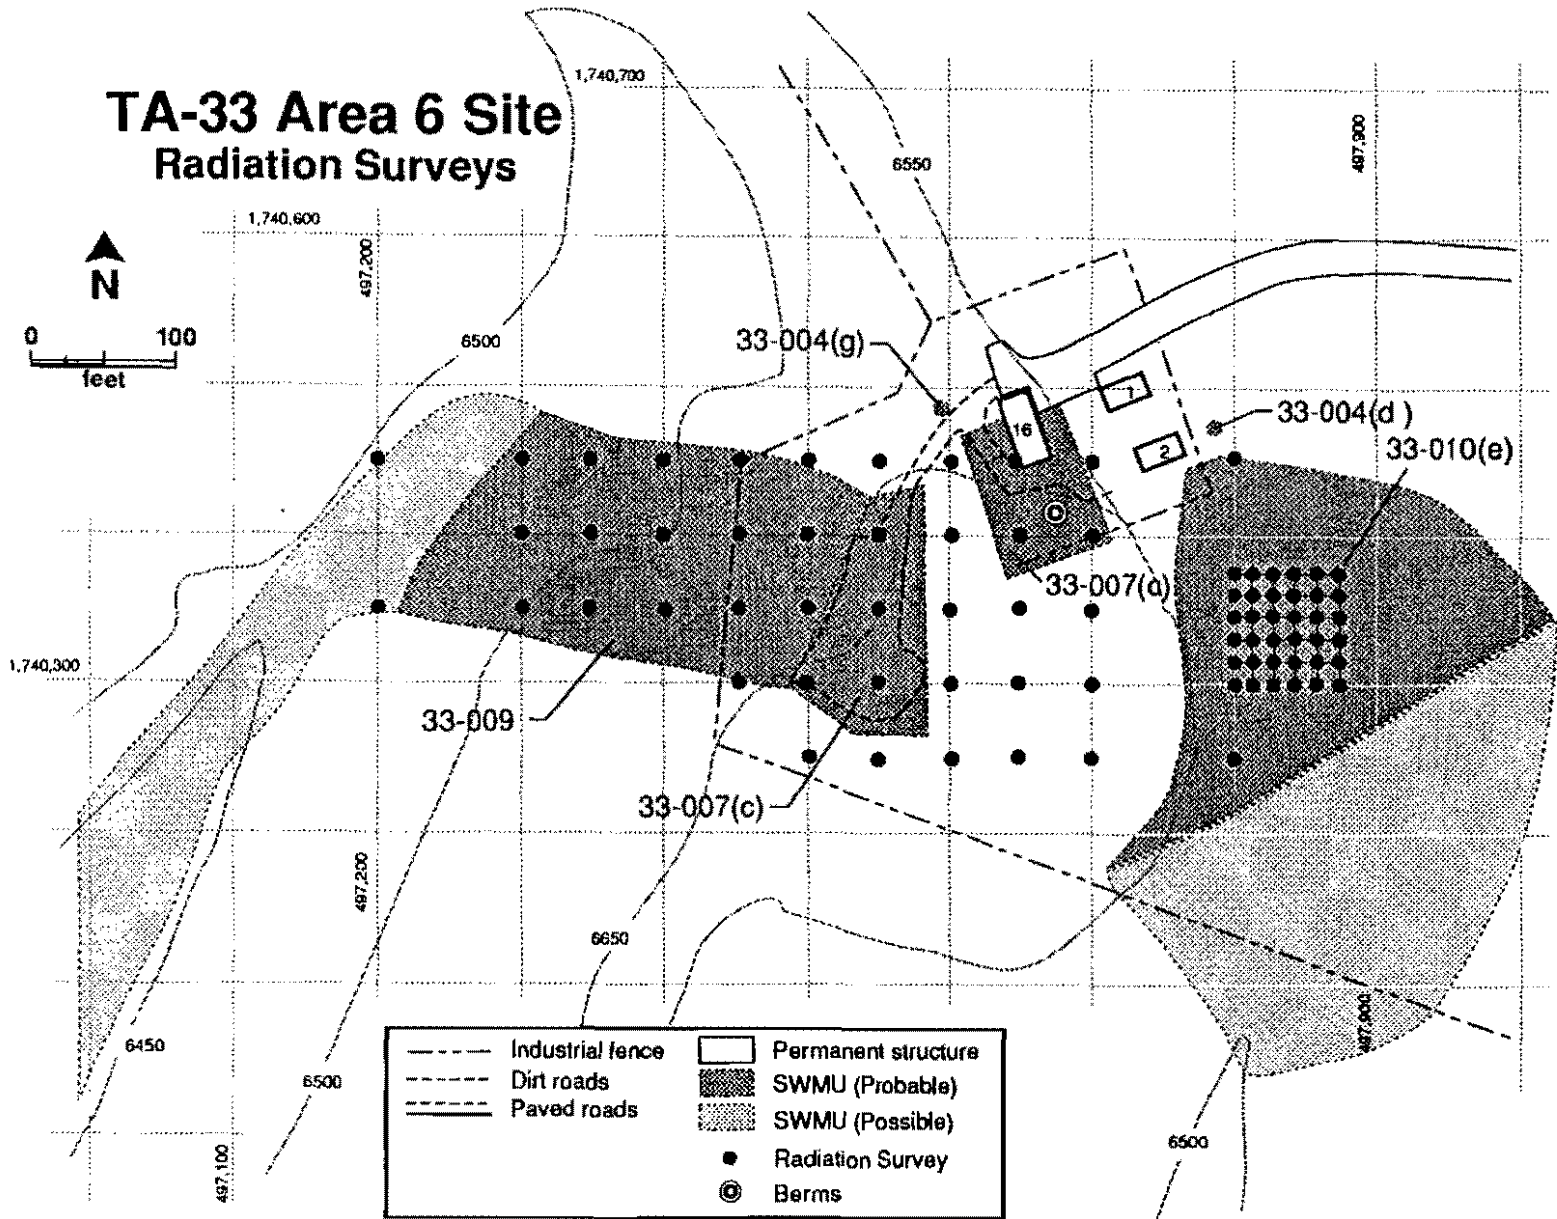 TA-33 Area 6 Site
Radiation Surveys
1,740,700
6550
497,900
1,740,600
497,200
N
0 100
feet
6500
33-004(g)
1
16
2
33-004(d )
33-010(e)
33-007(a)
1,740,300
33-009
33-007(c)
497,200
6650
6450
6500
497,900
6500
497,100
Industrial fence
Dirt roads
Paved roads
Permanent structure
SWMU (Probable)
SWMU (Possible)
Radiation Survey
Berms